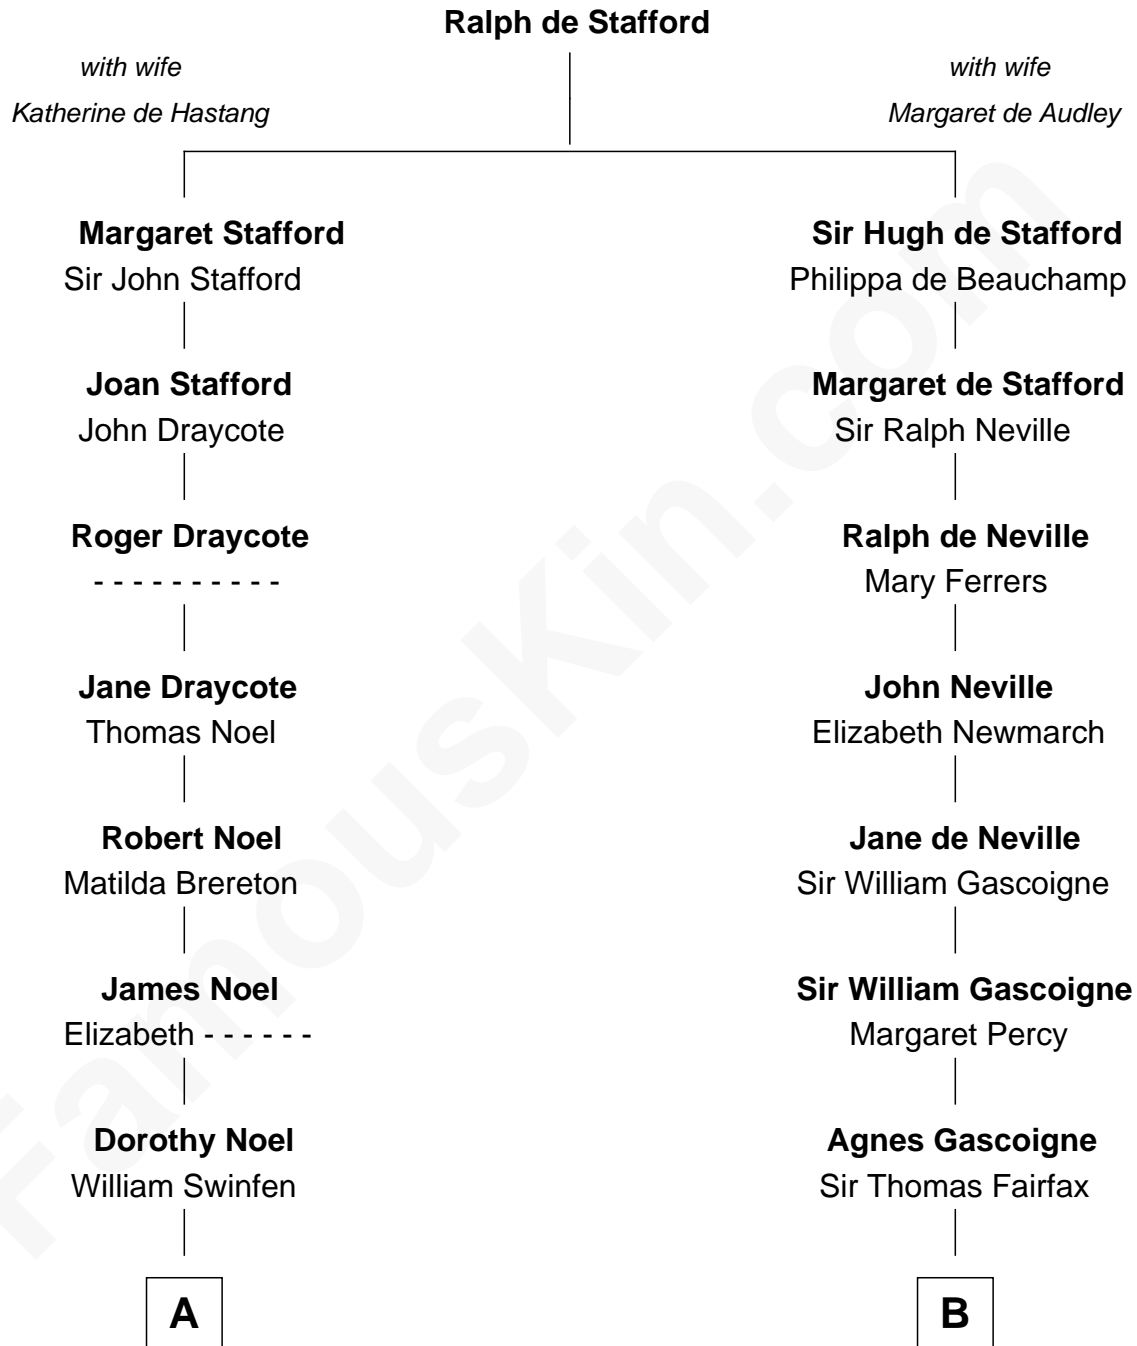 Ralph de Stafford
with wife
Katherine de Hastang
with wife
Margaret de Audley
Margaret Stafford
Sir John Stafford
Sir Hugh de Stafford
Philippa de Beauchamp
Joan Stafford
John Draycote
Margaret de Stafford
Sir Ralph Neville
Roger Draycote
- - - - - - - - - -
Ralph de Neville
Mary Ferrers
Jane Draycote
Thomas Noel
John Neville
Elizabeth Newmarch
Robert Noel
Matilda Brereton
Jane de Neville
Sir William Gascoigne
James Noel
Elizabeth - - - - - -
Sir William Gascoigne
Margaret Percy
Dorothy Noel
William Swinfen
Agnes Gascoigne
Sir Thomas Fairfax
A
B
FamousKin.com